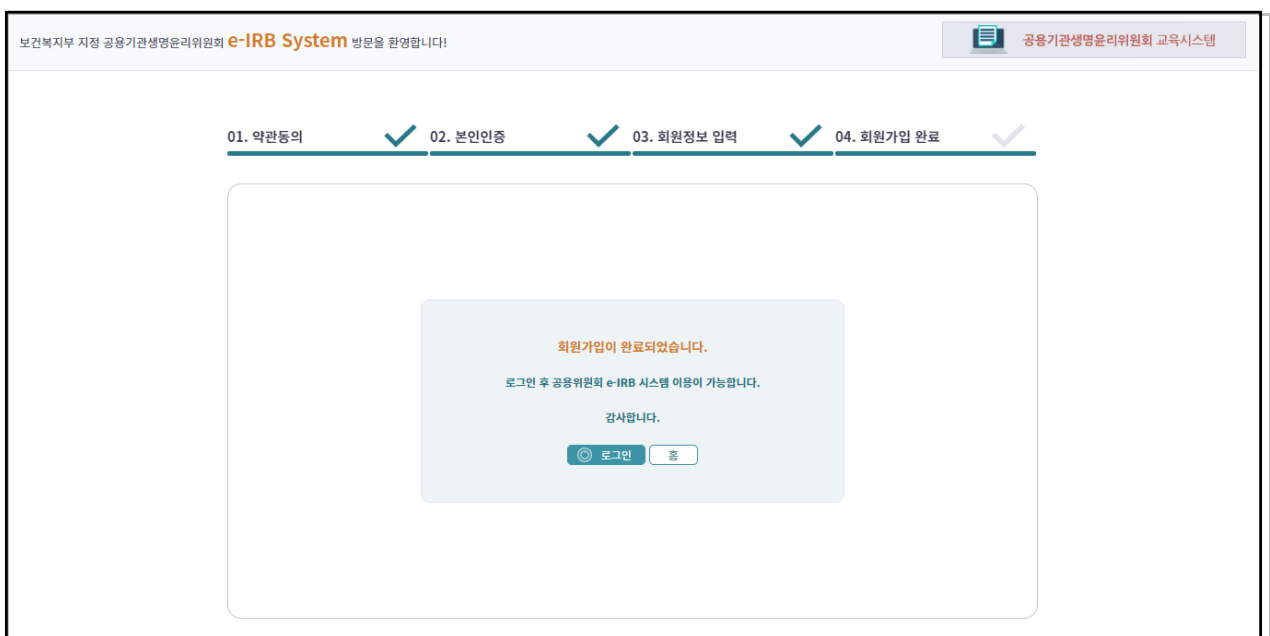 보건복지부 지정 공용기관생명윤리위원회 e-IRB System 방문을 환영합니다!
공용기관생명윤리위원회 교육시스템
01. 약관동의
02. 본인인증
03. 회원정보 입력
04. 회원가입 완료
회원가입이 완료되었습니다.
로그인 후 공용위원회 e-IRB 시스템 이용이 가능합니다.
감사합니다.
로그인
홈